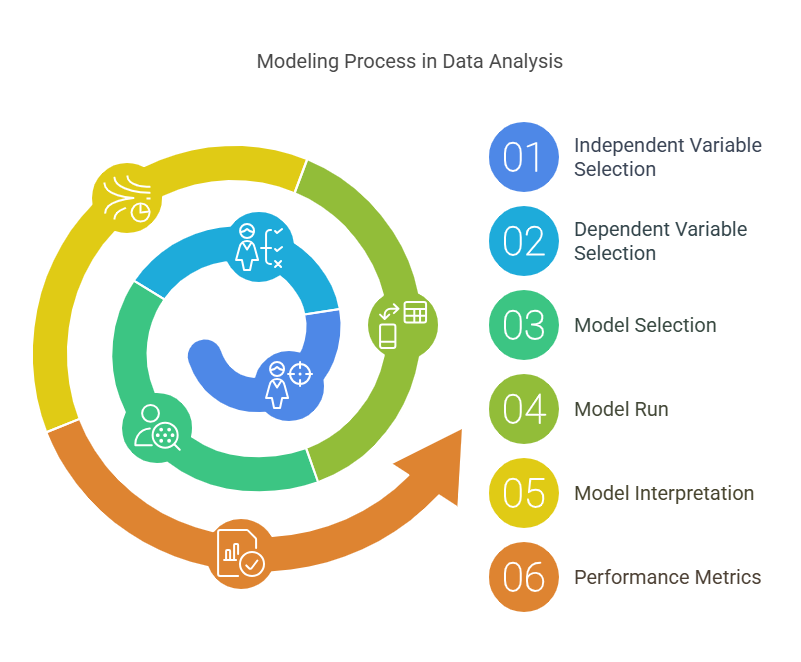 Modeling Process in Data Analysis
01
Independent Variable
Selection
02
Dependent Variable
Selection
03
Model Selection
04
Model Run
05
Model Interpretation
06
Performance Metrics